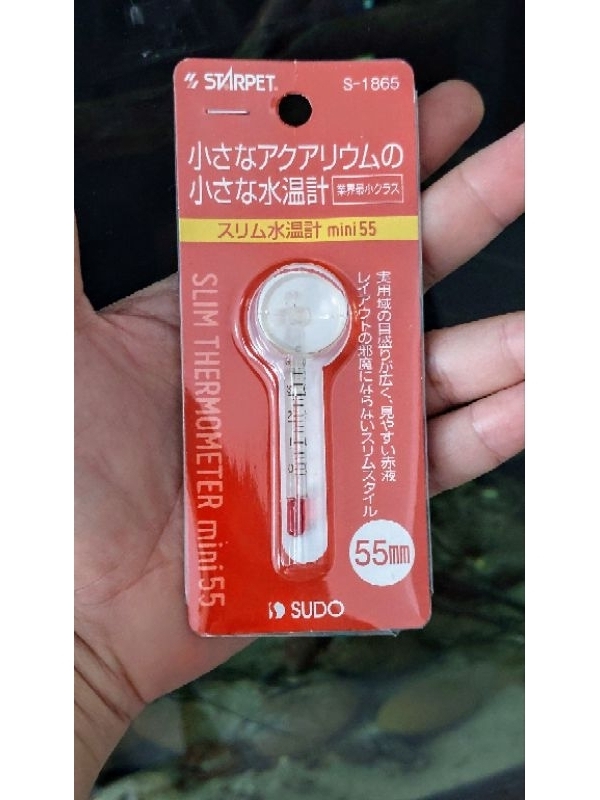 STARPET
S-1865
小さなアクアリウムの
小さな水温計
業界最小クラス
スリム水温計 mini55
実用域の目盛りが広く、見やすい赤液
レイアウトの邪魔にならないスリムスタイル
SLIM THERMOMETER mini55
55mm
SUDO